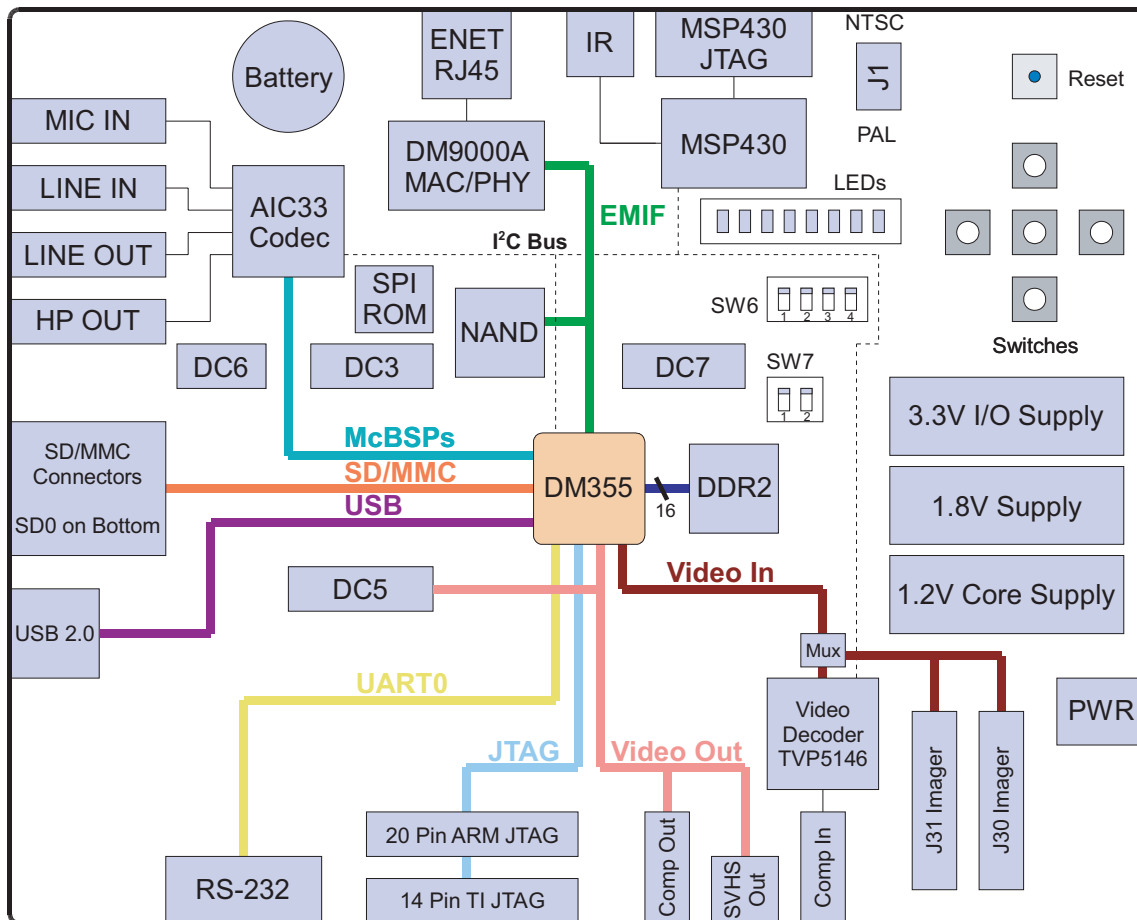 Battery
ENET
RJ45
IR
MSP430
JTAG
NTSC
J1
PAL
Reset
MIC IN
LINE IN
LINE OUT
HP OUT
AIC33
Codec
DM9000A
MAC/PHY
MSP430
EMIF
I²C Bus
LEDs
SPI
ROM
NAND
SW6
1 2 3 4
Switches
DC6
DC3
DC7
SW7
1 2
3.3V I/O Supply
1.8V Supply
1.2V Core Supply
SD/MMC
Connectors
SD0 on Bottom
McBSPs
SD/MMC
USB
DM355
16
DDR2
USB 2.0
DC5
Video In
Mux
UART0
JTAG
Video Out
Video
Decoder
TVP5146
PWR
J31 Imager
J30 Imager
20 Pin ARM JTAG
14 Pin TI JTAG
RS-232
Comp Out
SVHS
Out
Comp In